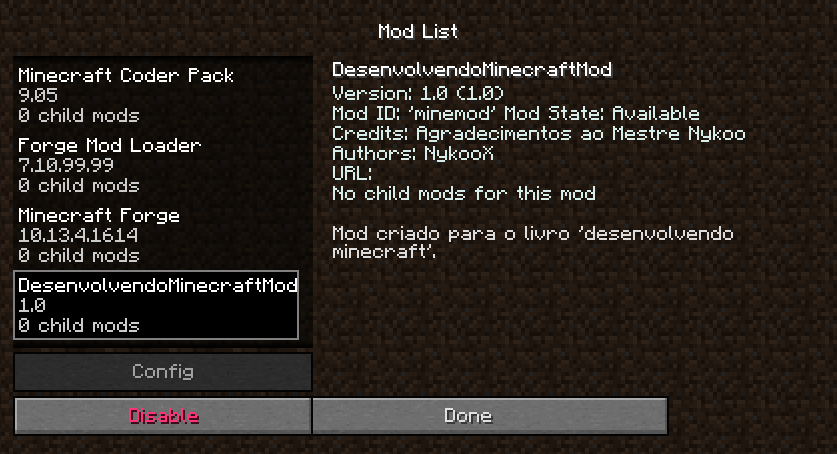 Mod List
Minecraft Coder Pack
9.05
0 child mods
Forge Mod Loader
7.10.99.99
0 child mods
Minecraft Forge
10.13.4.1614
0 child mods
DesenvolvendoMinecraftMod
1.0
0 child mods
Config
Disable
DesenvolvendoMinecraftMod
Version: 1.0 (1.0)
Mod ID: 'minemod' Mod State: Available
Credits: Agradecimentos ao Mestre Nykoo
Authors: NykooX
URL:
No child mods for this mod
Mod criado para o livro 'desenvolvendo
minecraft'.
Done